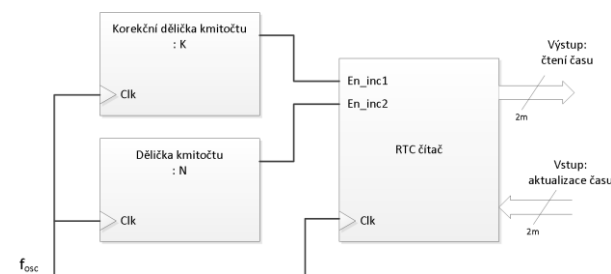 Korekční dělička kmitočtu
: K
Clk
Dělička kmitočtu
: N
Clk
En_inc1
En_inc2
RTC čítač
Clk
Výstup:
čtení času
2m
Vstup:
aktualizace času
2m
fosc